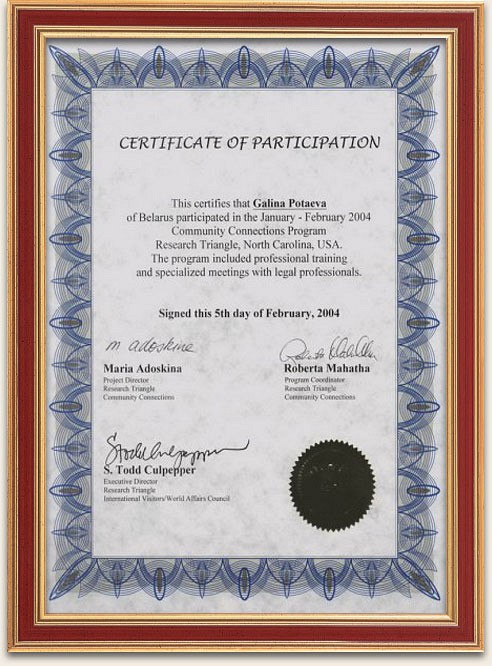 CERTIFICATE OF PARTICIPATION
This certifies that Galina Potaeva
of Belarus participated in the January - February 2004
Community Connections Program
Research Triangle, North Carolina, USA.
The program included professional training
and specialized meetings with legal professionals.
Signed this 5th day of February, 2004
m adoskina
Maria Adoskina
Project Director
Research Triangle
Community Connections
Roberta Mahatha
Program Coordinator
Research Triangle
Community Connections
S Todd Culpepper
S. Todd Culpepper
Executive Director
Research Triangle
International Visitors/World Affairs Council